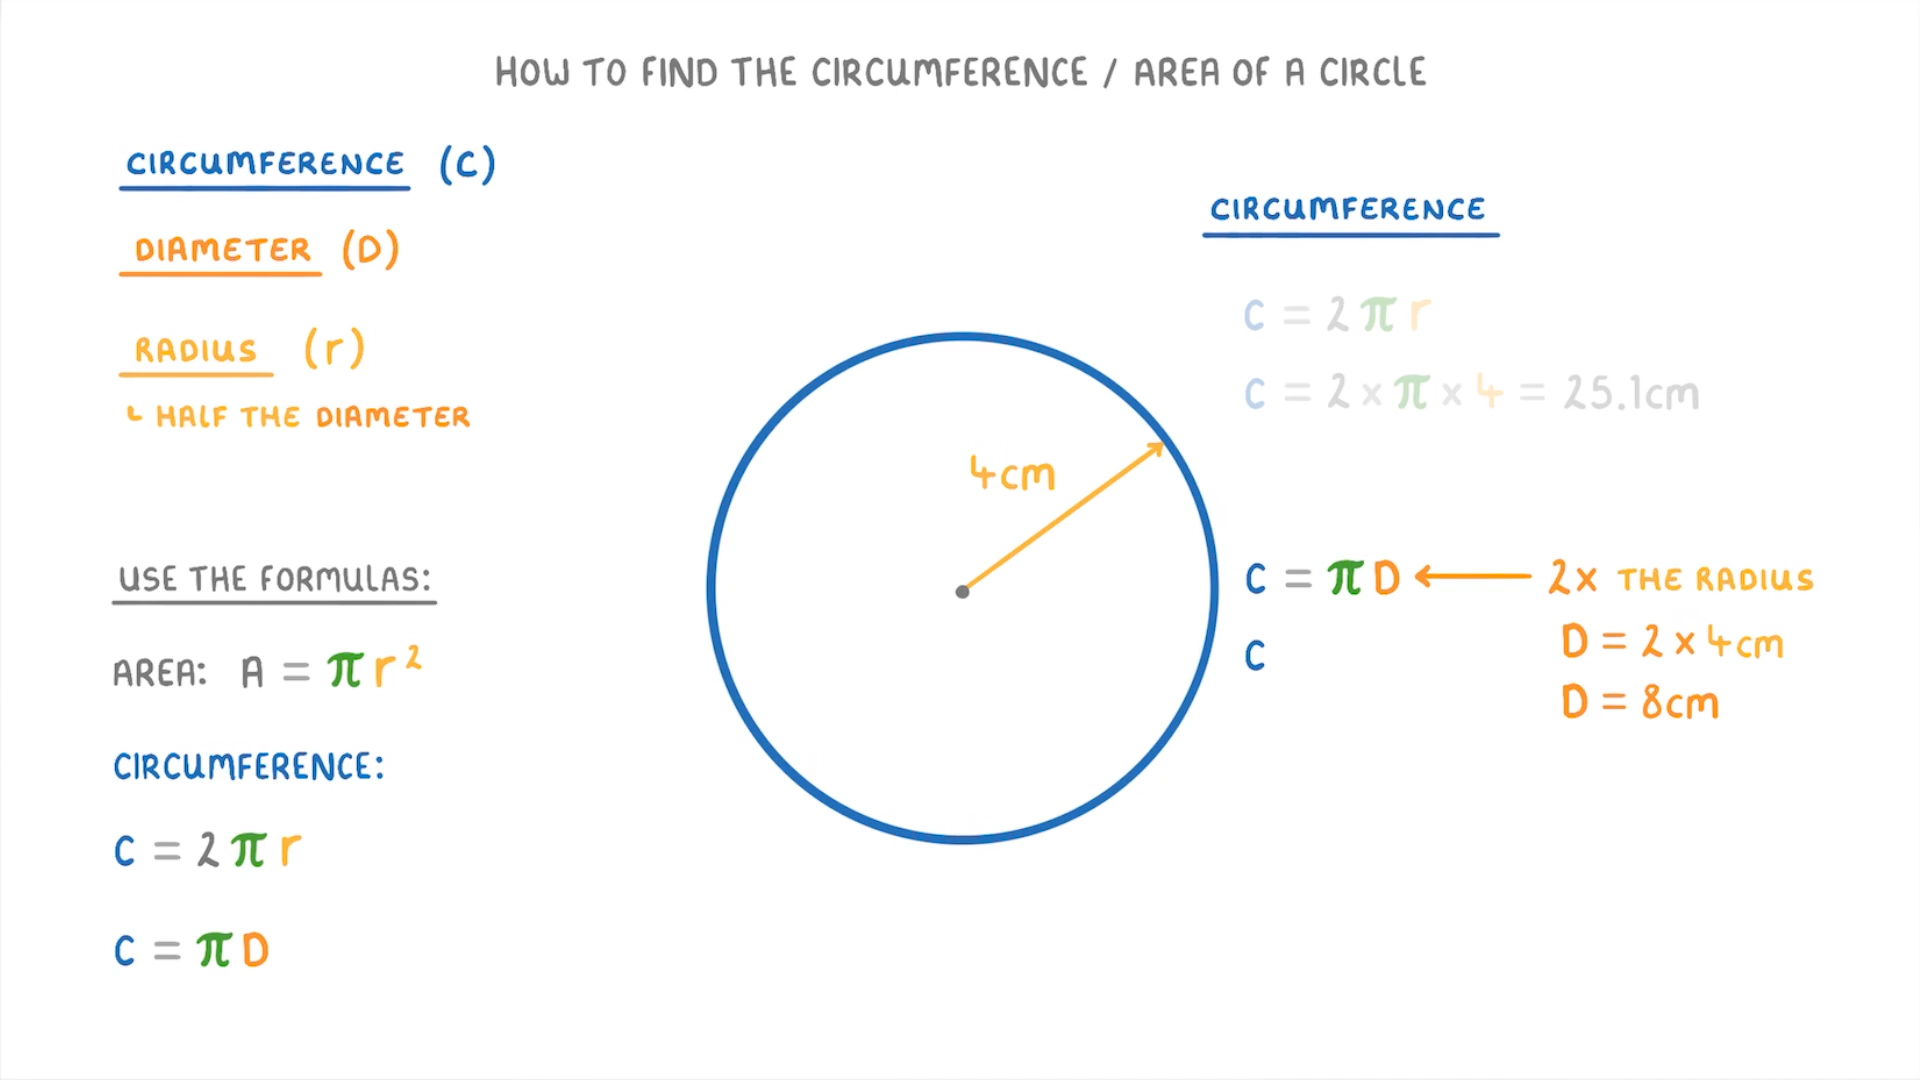 HOW TO FIND THE CIRCUMFERENCE / AREA OF A CIRCLE
CIRCUMFERENCE (C)
DIAMETER (D)
RADIUS (r)
↳ HALF THE DIAMETER
USE THE FORMULAS:
AREA: A = πr²
CIRCUMFERENCE:
C = 2πr
C = πD
4cm
CIRCUMFERENCE
C = 2πr
C = 2 × π × 4 = 25.1cm
C = πD ← 2x THE RADIUS
D = 2 × 4cm
C
D = 8cm